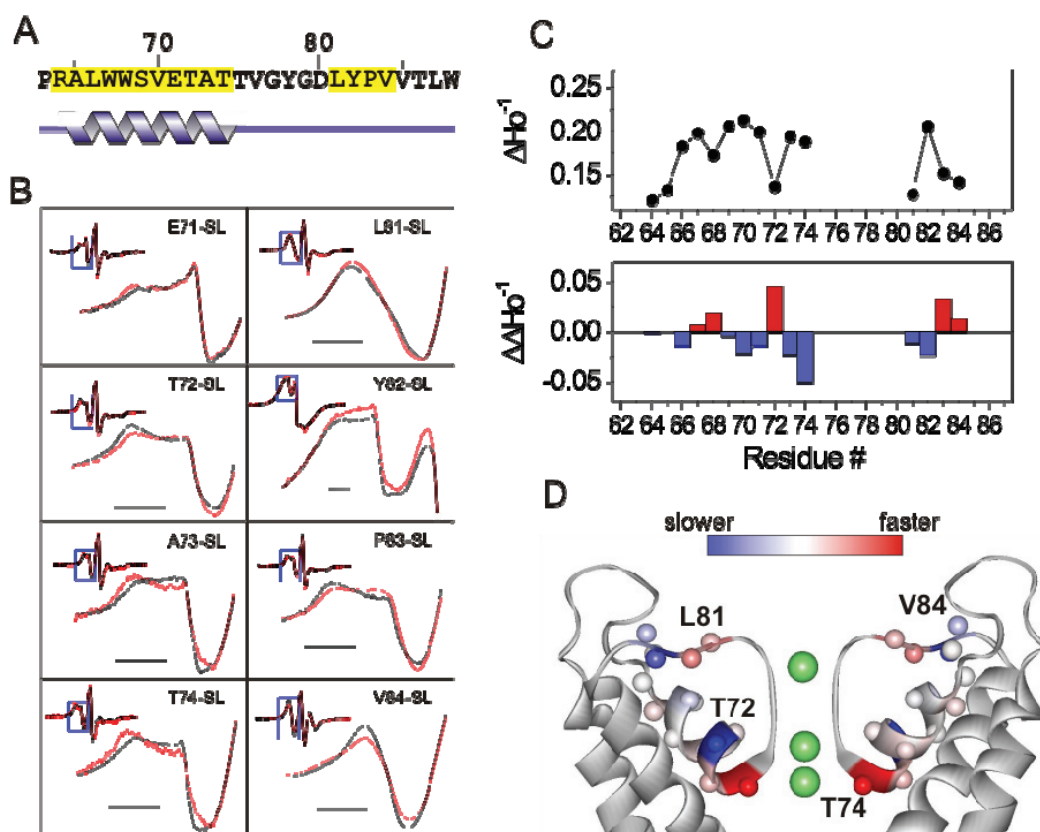 A
70 80
PRALWWSVETATTVGYGDLYPVVTLW
B
E71-SL L81-SL
T72-SL Y82-SL
A73-SL P83-SL
T74-SL V84-SL
C
ΔHo⁻¹
0.25
0.20
0.15
62 64 66 68 70 72 74 76 78 80 82 84 86
ΔΔHo⁻¹
0.05
0.00
-0.05
62 64 66 68 70 72 74 76 78 80 82 84 86
Residue #
D
slower faster
L81 V84
T72
T74